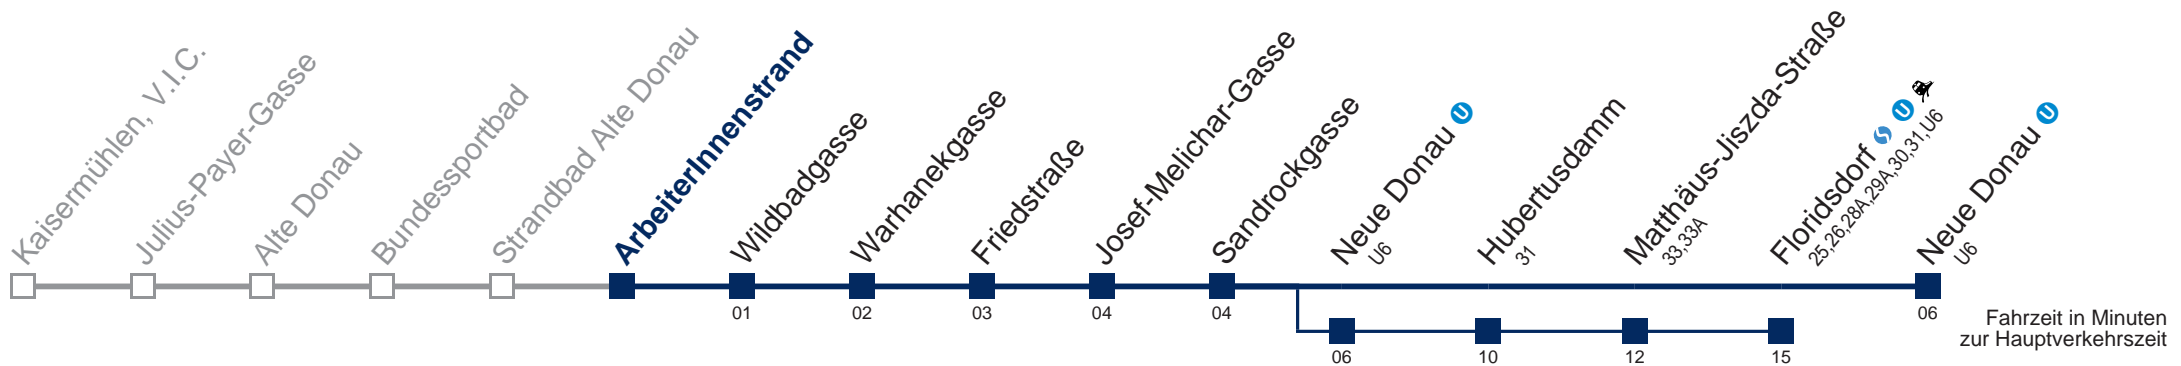 Kaisermühlen, V.I.C.
Julius-Payer-Gasse
Alte Donau
Bundessportbad
Strandbad Alte Donau
ArbeiterInnenstrand
Wildbadgasse
Warhanekgasse
Friedstraße
Josef-Melichar-Gasse
Sandrockgasse
Neue Donau U
U6
Hubertusdamm
31
Matthäus-Jiszda-Straße
33,33A
Floridsdorf S U
25,26,28A,29A,30,31,U6
Neue Donau U
U6
01
02
03
04
04
06
06
10
12
15
Fahrzeit in Minuten
zur Hauptverkehrszeit